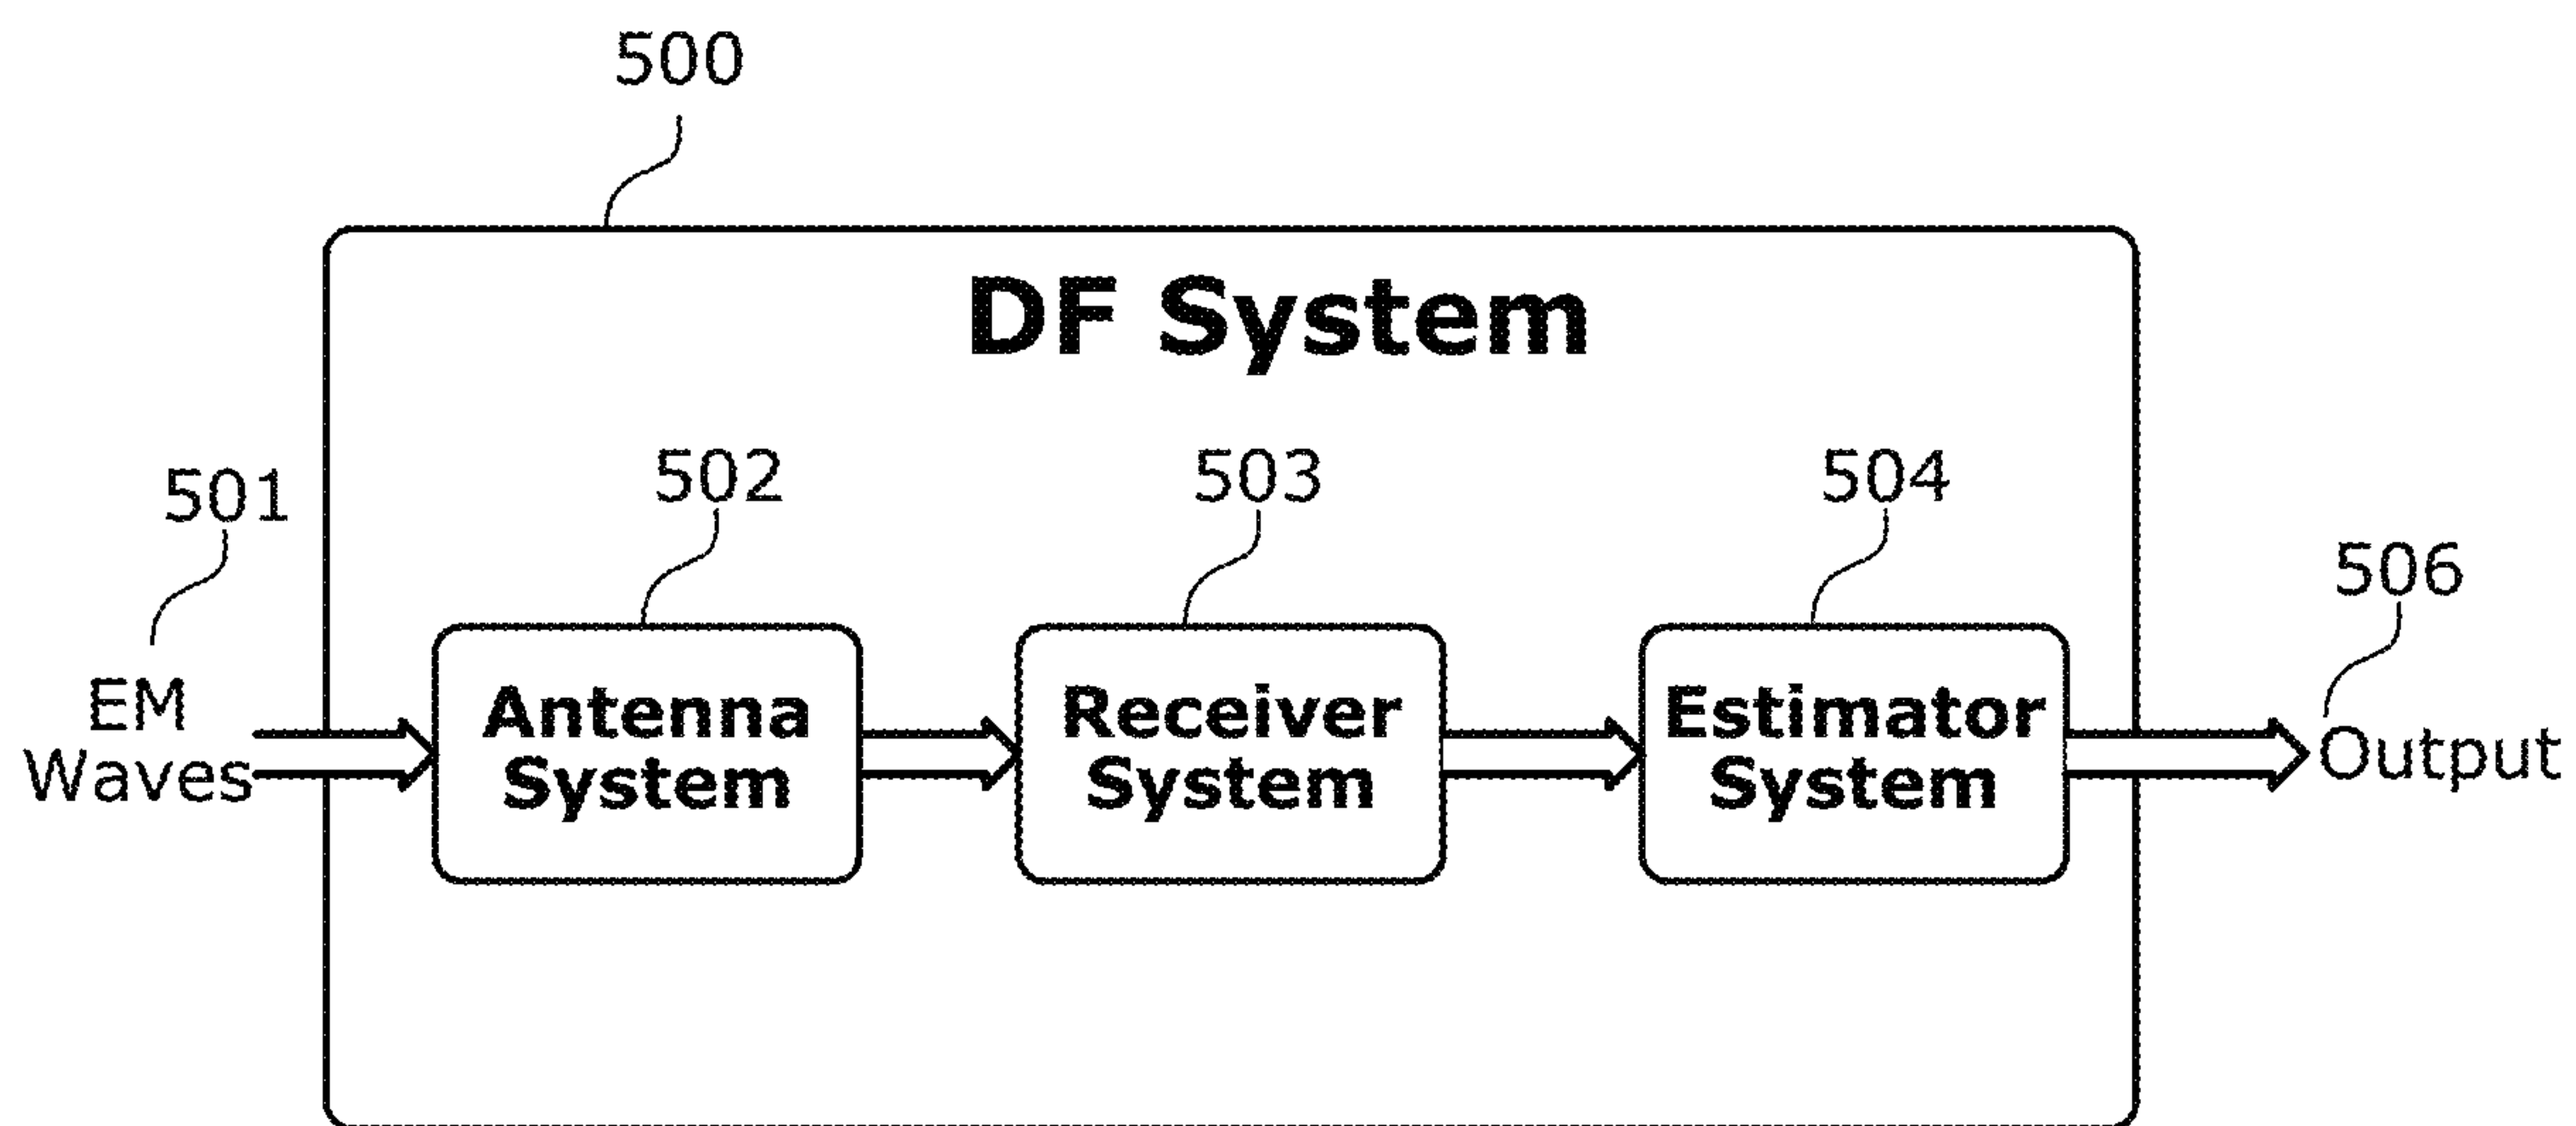 500
DF System
501
502
503
504
506
EM
Waves
Antenna
System
Receiver
System
Estimator
System
Output